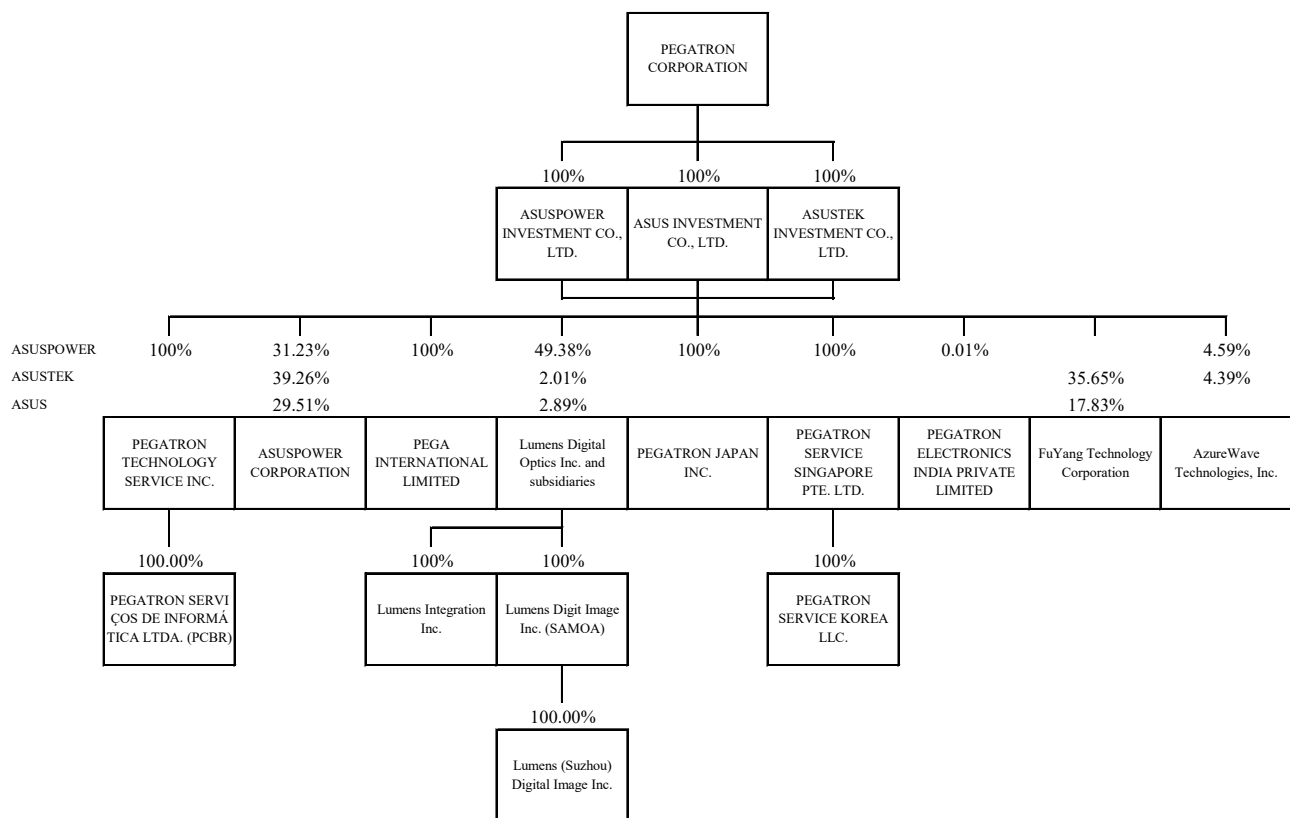 PEGATRON
CORPORATION
100% 100% 100%
ASUSPOWER
INVESTMENT CO.,
LTD.
ASUS INVESTMENT
CO., LTD.
ASUSTEK
INVESTMENT CO.,
LTD.
ASUSPOWER 100% 31.23% 100% 49.38% 100% 100% 0.01% 4.59%
ASUSTEK 39.26% 2.01% 35.65% 4.39%
ASUS 29.51% 2.89% 17.83%
PEGATRON
TECHNOLOGY
SERVICE INC.
ASUSPOWER
CORPORATION
PEGA
INTERNATIONAL
LIMITED
Lumens Digital
Optics Inc. and
subsidiaries
PEGATRON JAPAN
INC.
PEGATRON
SERVICE
SINGAPORE
PTE. LTD.
PEGATRON
ELECTRONICS
INDIA PRIVATE
LIMITED
FuYang Technology
Corporation
AzureWave
Technologies, Inc.
100.00% 100% 100% 100%
PEGATRON SERVI
ÇOS DE INFORMÁ
TICA LTDA. (PCBR)
Lumens Integration
Inc.
Lumens Digit Image
Inc. (SAMOA)
PEGATRON
SERVICE KOREA
LLC.
100.00%
Lumens (Suzhou)
Digital Image Inc.